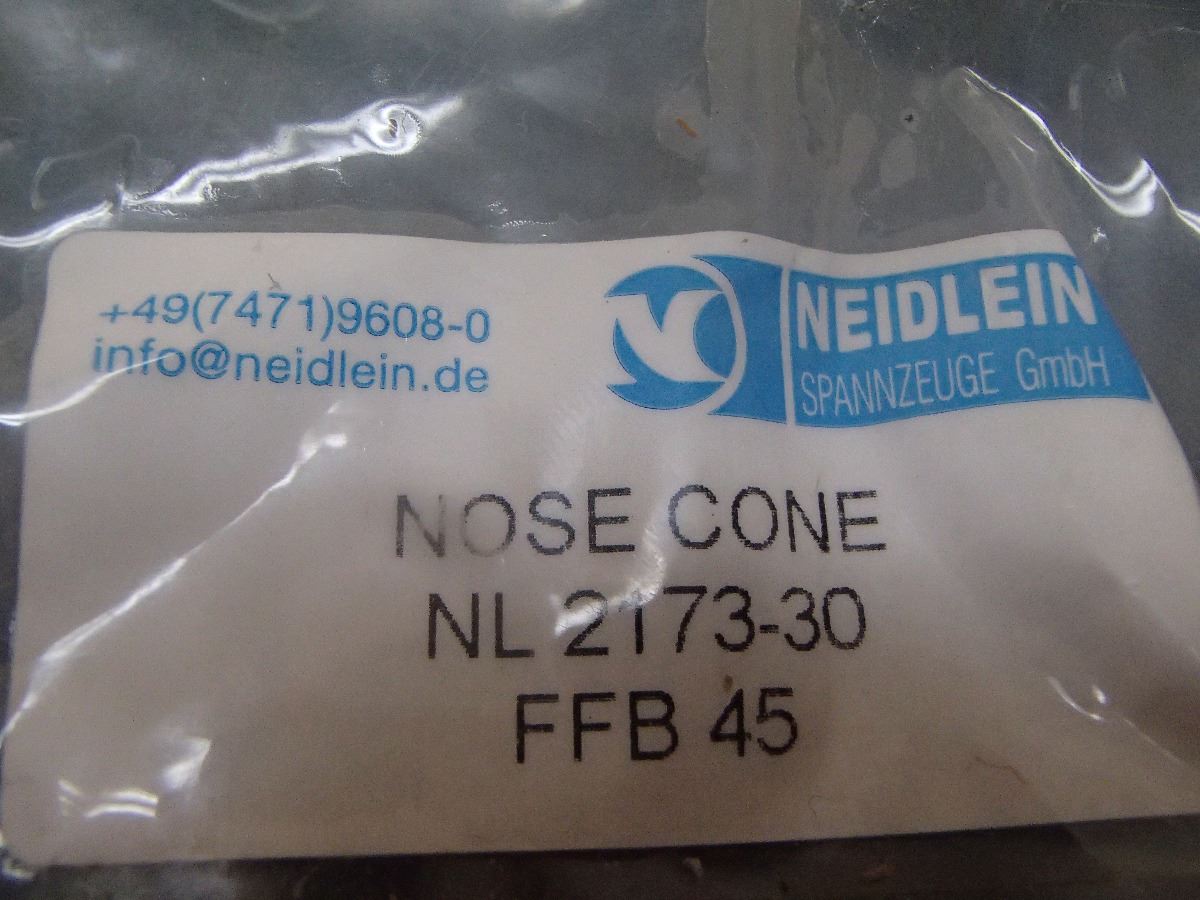 +49(7471)9608-0
info@neidlein.de
NEIDLEIN
SPANNZEUGE GmbH
NOSE CONE
NL 2173-30
FFB 45